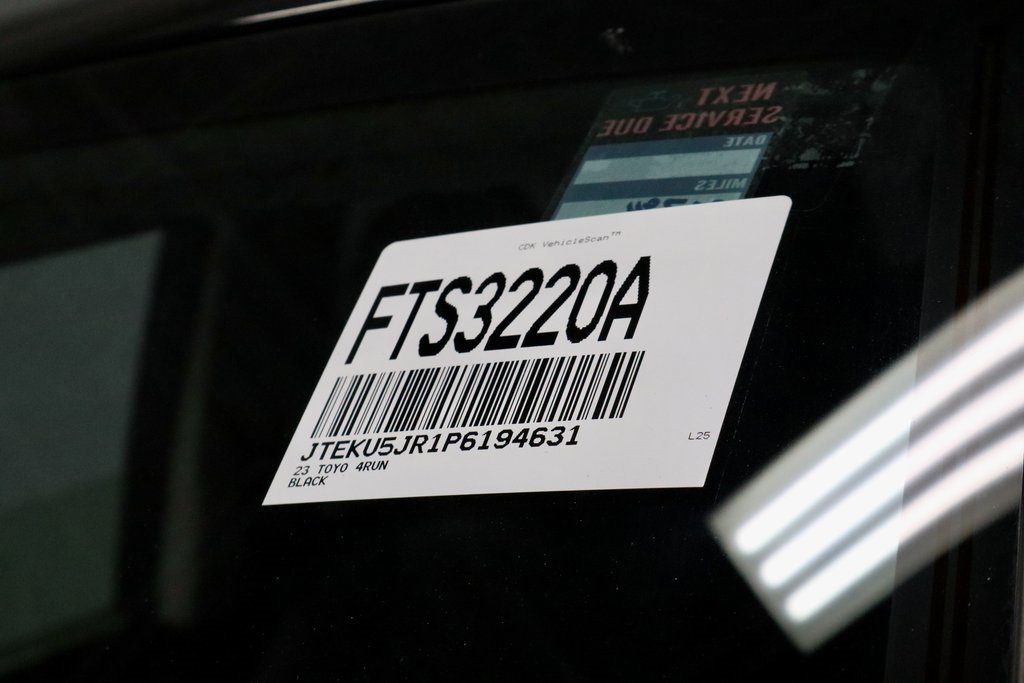 NEXT
SERVICE DUE
DATE
MILES
CDK VehicleScan™
FTS3220A
JTEKU5JR1P6194631
23 TOYO 4RUN
BLACK
L25